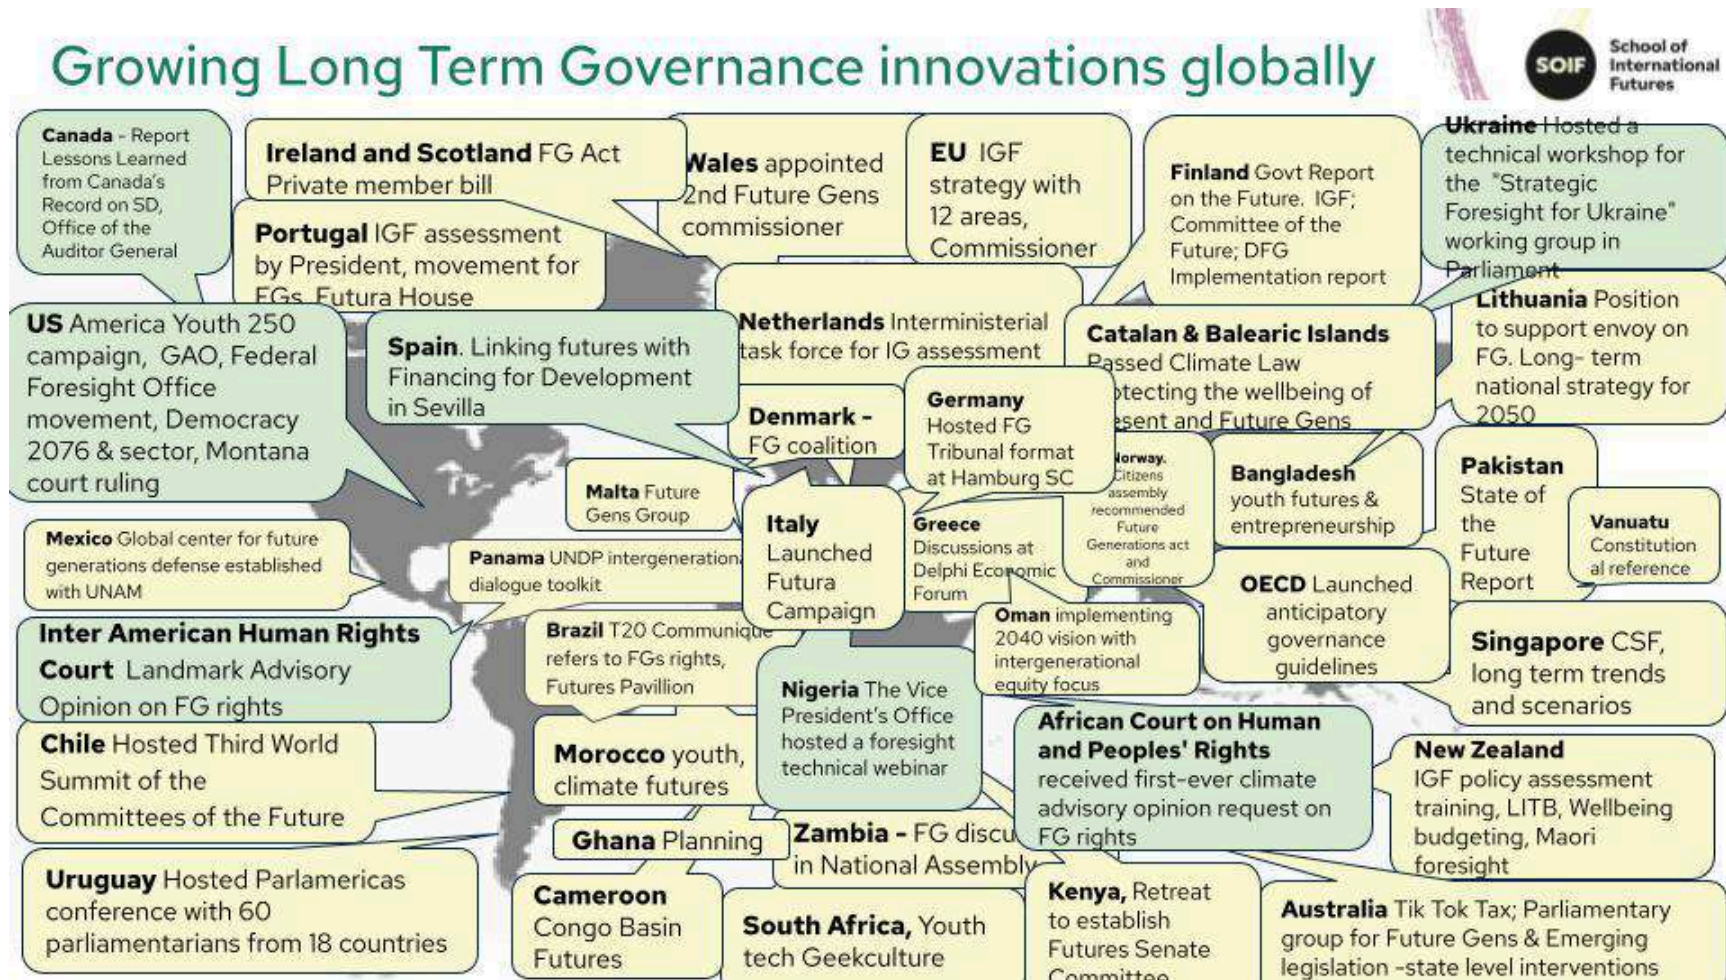 Growing Long Term Governance innovations globally
SOIF
School of
International
Futures
Canada - Report
Lessons Learned
from Canada's
Record on SD,
Office of the
Auditor General
Ireland and Scotland FG Act
Private member bill
Wales appointed
2nd Future Gens
commissioner
EU IGF
strategy with
12 areas,
Commissioner
Finland Govt Report
on the Future. IGF;
Committee of the
Future; DFG
Implementation report
Ukraine Hosted a
technical workshop for
the "Strategic
Foresight for Ukraine"
working group in
Parliament
Portugal IGF assessment
by President, movement for
FGs, Futura House
US America Youth 250
campaign, GAO, Federal
Foresight Office
movement, Democracy
2076 & sector, Montana
court ruling
Spain. Linking futures with
Financing for Development
in Sevilla
Netherlands Interministerial
task force for IG assessment
Catalan & Balearic Islands
Passed Climate Law
otecting the wellbeing of
esent and Future Gens
Lithuania Position
to support envoy on
FG. Long- term
national strategy for
2050
Denmark -
FG coalition
Germany
Hosted FG
Tribunal format
at Hamburg SC
Norway.
Citizens
assembly
recommended
Future
Generations act
and
Commissioner
Bangladesh
youth futures &
entrepreneurship
Pakistan
State of
the
Future
Report
Vanuatu
Constitution
al reference
Malta Future
Gens Group
Italy
Launched
Futura
Campaign
Greece
Discussions at
Delphi Economic
Forum
Mexico Global center for future
generations defense established
with UNAM
Panama UNDP intergeneration
dialogue toolkit
OECD Launched
anticipatory
governance
guidelines
Oman implementing
2040 vision with
intergenerational
equity focus
Singapore CSF,
long term trends
and scenarios
Inter American Human Rights
Court Landmark Advisory
Opinion on FG rights
Brazil T20 Communique
refers to FGs rights,
Futures Pavillion
Nigeria The Vice
President's Office
hosted a foresight
technical webinar
African Court on Human
and Peoples' Rights
received first-ever climate
advisory opinion request on
FG rights
New Zealand
IGF policy assessment
training, LITB, Wellbeing
budgeting, Maori
foresight
Chile Hosted Third World
Summit of the
Committees of the Future
Morocco youth,
climate futures
Ghana Planning
Zambia - FG discu
in National Assembly
Uruguay Hosted Parlamericas
conference with 60
parliamentarians from 18 countries
Cameroon
Congo Basin
Futures
South Africa, Youth
tech Geekculture
Kenya, Retreat
to establish
Futures Senate
Committee
Australia Tik Tok Tax; Parliamentary
group for Future Gens & Emerging
legislation -state level interventions